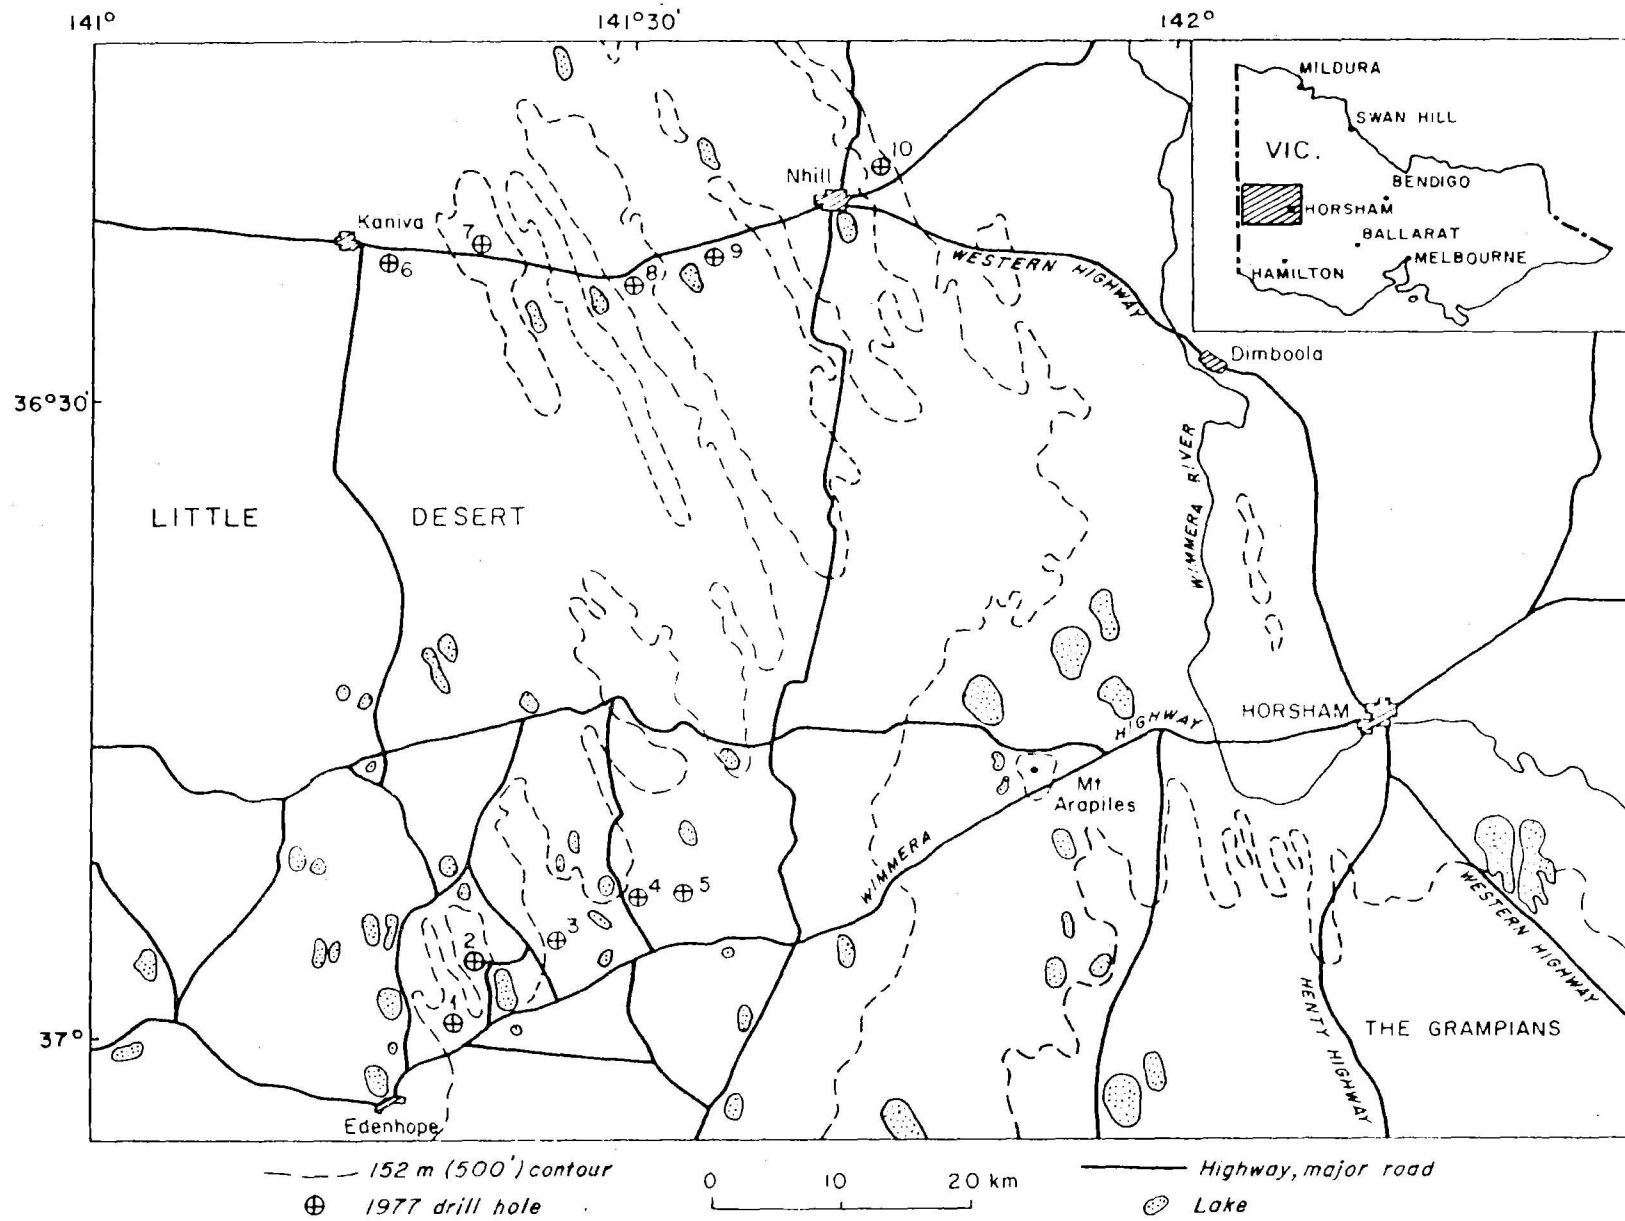 141°
141°30'
142°
MILDURA
SWAN HILL
VIC.
BENDIGO
HORSHAM
BALLARAT
MELBOURNE
HAMILTON
10
Nhill
Kaniva
7
6
8
9
WESTERN HIGHWAY
Dimboola
36°30'
LITTLE DESERT
WIMMERA RIVER
HORSHAM
HIGHWAY
Mt
Arapiles
WIMMERA
4
5
3
2
1
WESTERN HIGHWAY
HENTY HIGHWAY
THE GRAMPIANS
37°
Edenhope
152 m (500') contour
0 10 20 km
Highway, major road
1977 drill hole
Lake